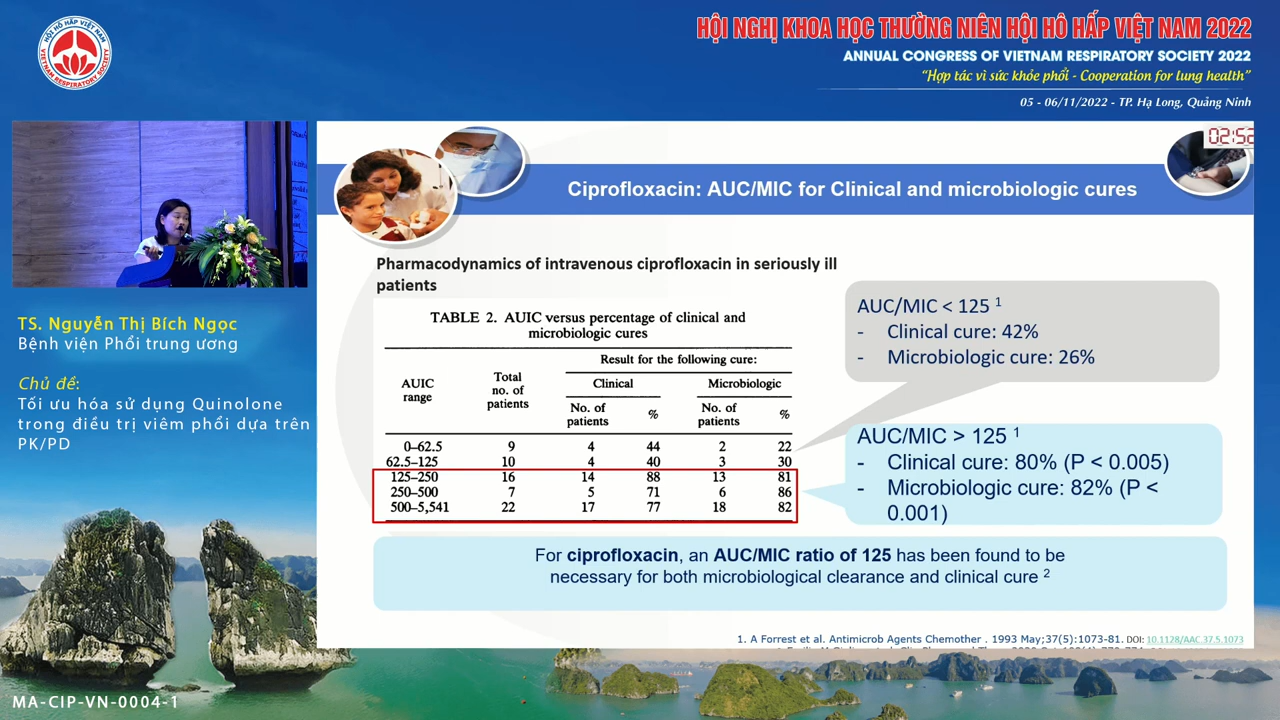 HỘI HÔ HẤP VIỆT NAM
VIETNAM RESPIRATORY SOCIETY
HỘI NGHỊ KHOA HỌC THƯỜNG NIÊN HỘI HÔ HẤP VIỆT NAM 2022
ANNUAL CONGRESS OF VIETNAM RESPIRATORY SOCIETY 2022
“Hợp tác vì sức khỏe phổi - Cooperation for lung health”
05 - 06/11/2022 - TP. Hạ Long, Quảng Ninh
TS. Nguyễn Thị Bích Ngọc
Bệnh viện Phổi trung ương
Chủ đề:
Tối ưu hóa sử dụng Quinolone
trong điều trị viêm phổi dựa trên
PK/PD
MA-CIP-VN-0004-1
02:52
Ciprofloxacin: AUC/MIC for Clinical and microbiologic cures
Pharmacodynamics of intravenous ciprofloxacin in seriously ill
patients
TABLE 2. AUIC versus percentage of clinical and
microbiologic cures
Result for the following cure:
AUIC range Total no. of patients Clinical Microbiologic
No. of patients % No. of patients %
0–62.5 9 4 44 2 22
62.5–125 10 4 40 3 30
125–250 16 14 88 13 81
250–500 7 5 71 6 86
500–5,541 22 17 77 18 82
AUC/MIC < 125 1
- Clinical cure: 42%
- Microbiologic cure: 26%
AUC/MIC > 125 1
- Clinical cure: 80% (P < 0.005)
- Microbiologic cure: 82% (P <
0.001)
For ciprofloxacin, an AUC/MIC ratio of 125 has been found to be
necessary for both microbiological clearance and clinical cure 2
1. A Forrest et al. Antimicrob Agents Chemother . 1993 May;37(5):1073-81. DOI: 10.1128/AAC.37.5.1073